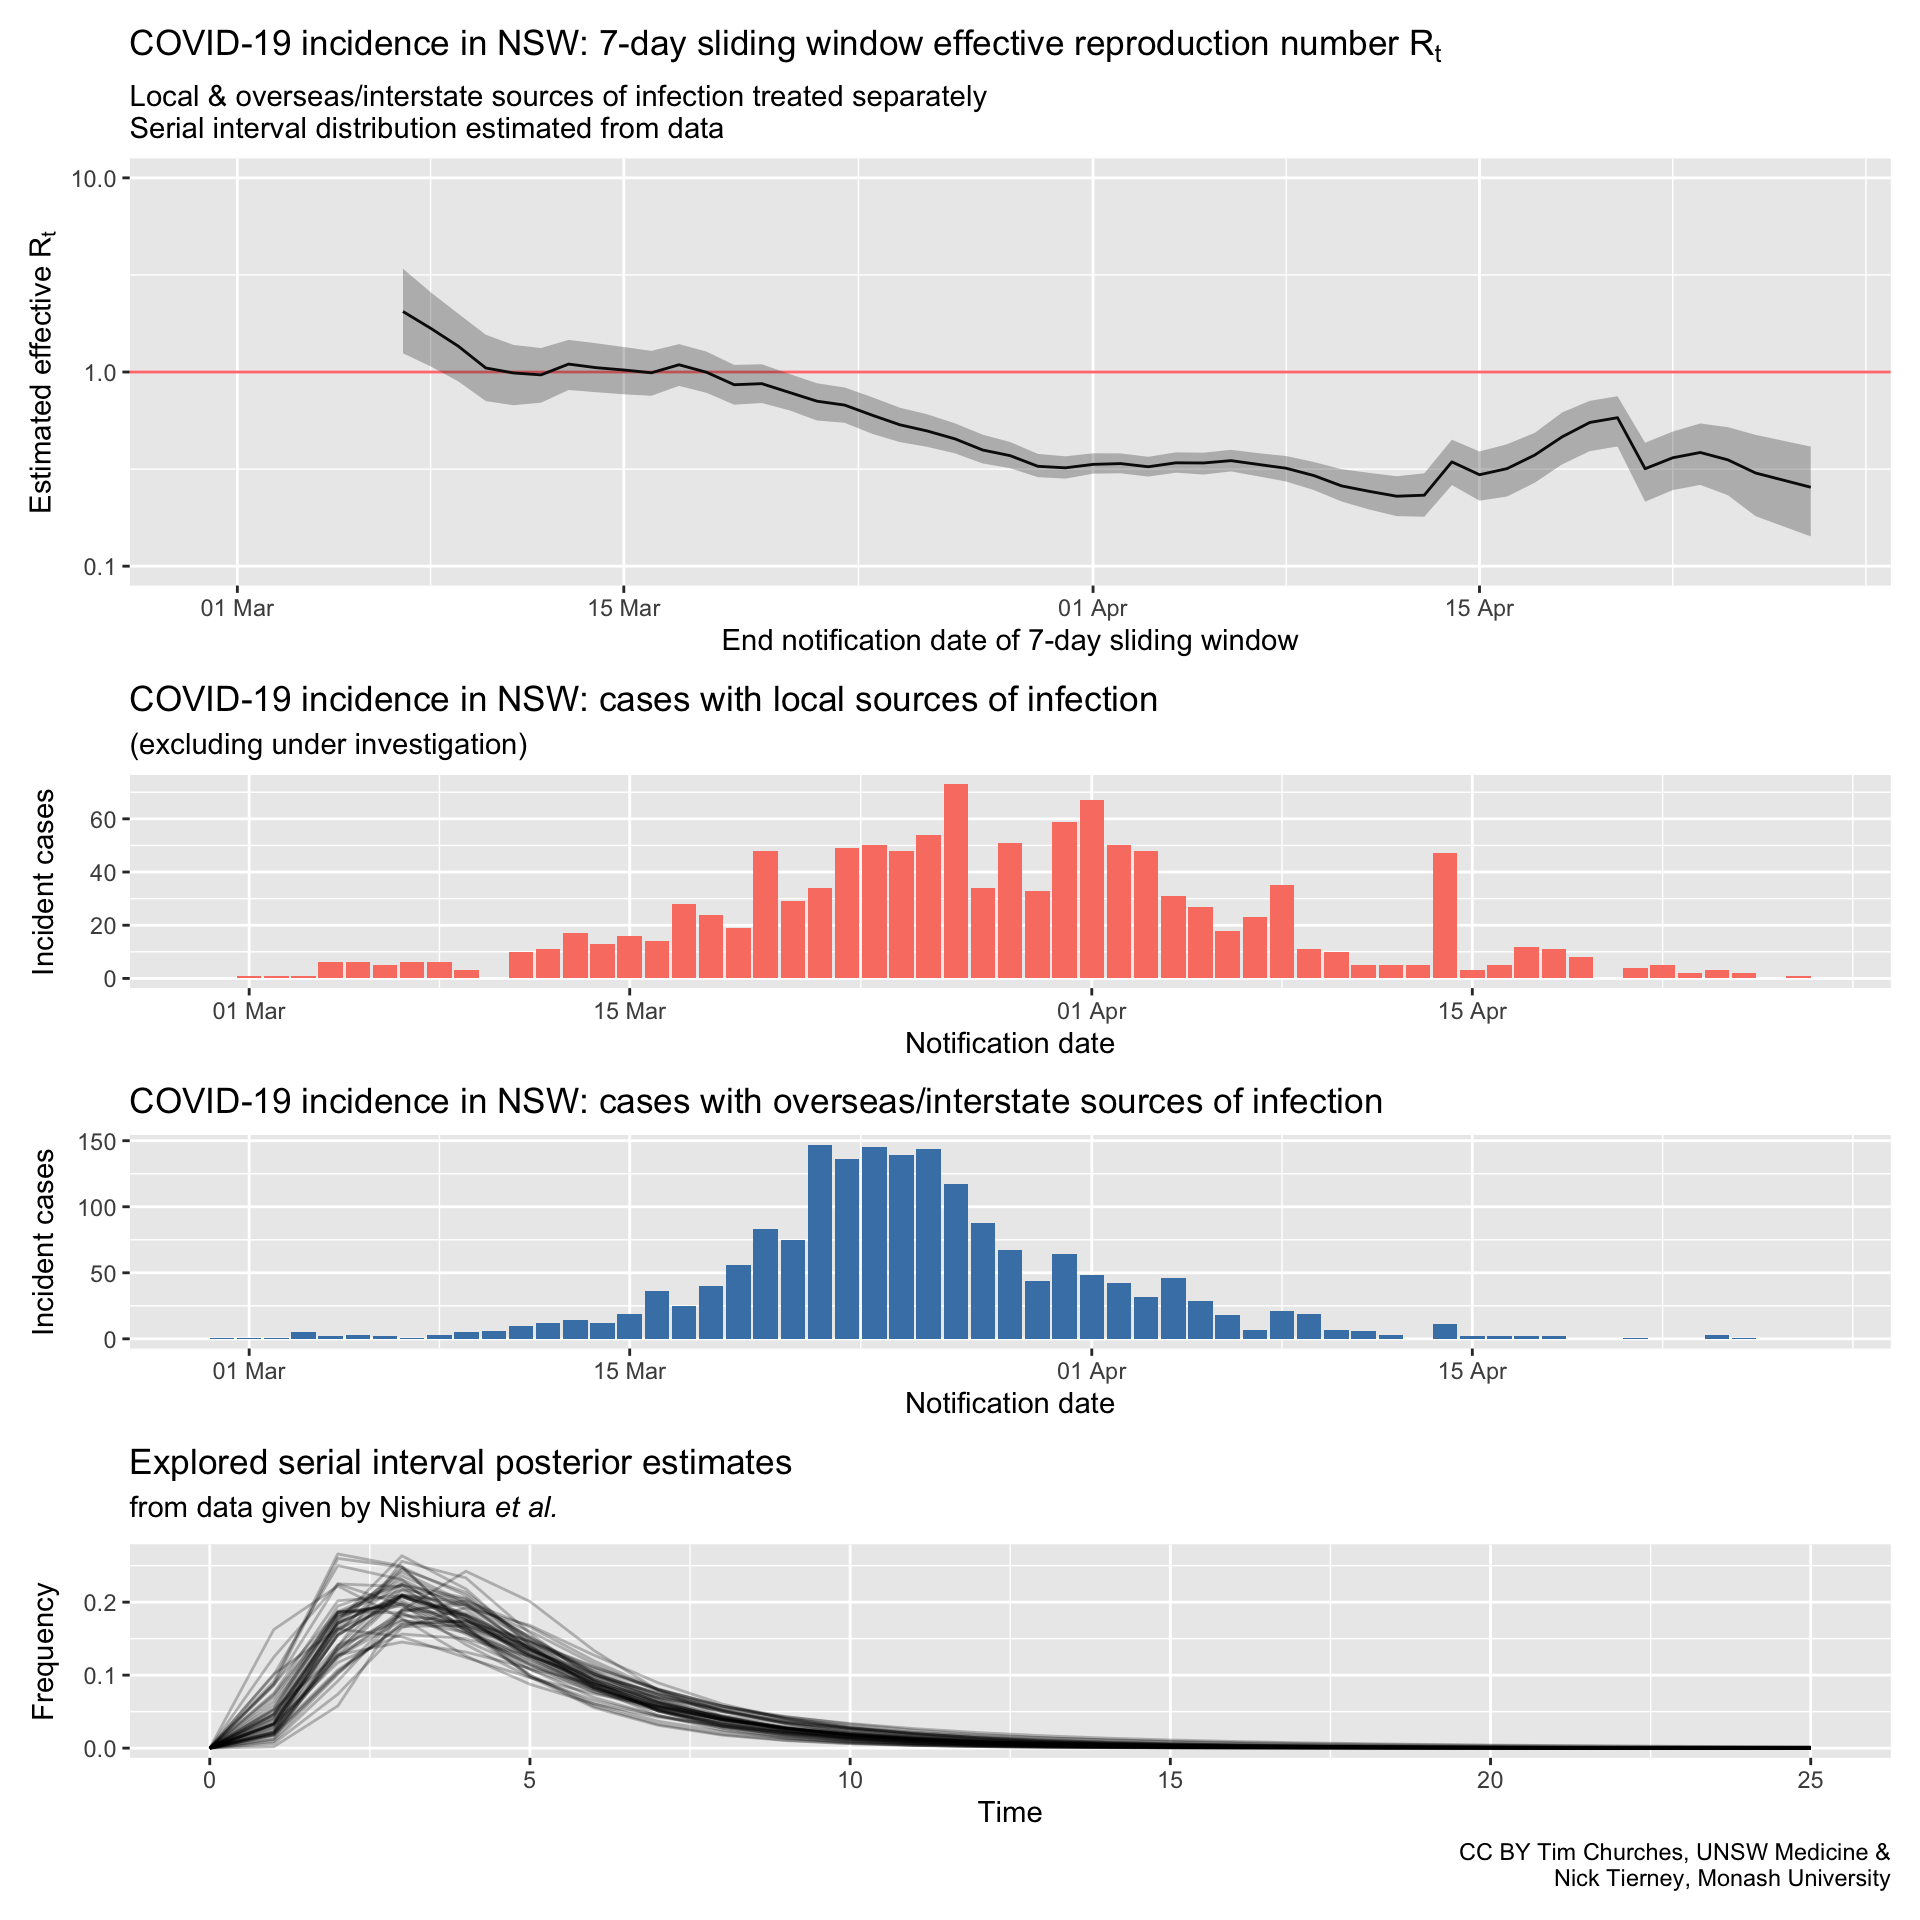 COVID-19 incidence in NSW: 7-day sliding window effective reproduction number Rt
Local & overseas/interstate sources of infection treated separately
Serial interval distribution estimated from data
Estimated effective Rt
10.0
1.0
0.1
01 Mar 15 Mar 01 Apr 15 Apr
End notification date of 7-day sliding window
COVID-19 incidence in NSW: cases with local sources of infection
(excluding under investigation)
Incident cases
60
40
20
0
01 Mar 15 Mar 01 Apr 15 Apr
Notification date
COVID-19 incidence in NSW: cases with overseas/interstate sources of infection
Incident cases
150
100
50
0
01 Mar 15 Mar 01 Apr 15 Apr
Notification date
Explored serial interval posterior estimates
from data given by Nishiura et al.
Frequency
0.2
0.1
0.0
0 5 10 15 20 25
Time
CC BY Tim Churches, UNSW Medicine &
Nick Tierney, Monash University